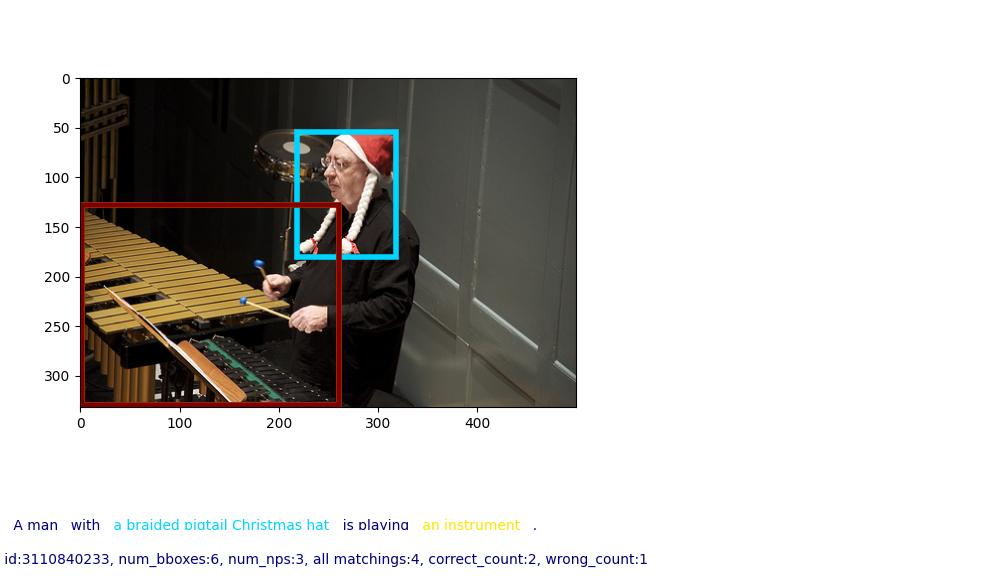 0
50
100
150
200
250
300
0 100 200 300 400
A man with a braided pigtail Christmas hat is playing an instrument .
id:3110840233, num_bboxes:6, num_nps:3, all matchings:4, correct_count:2, wrong_count:1